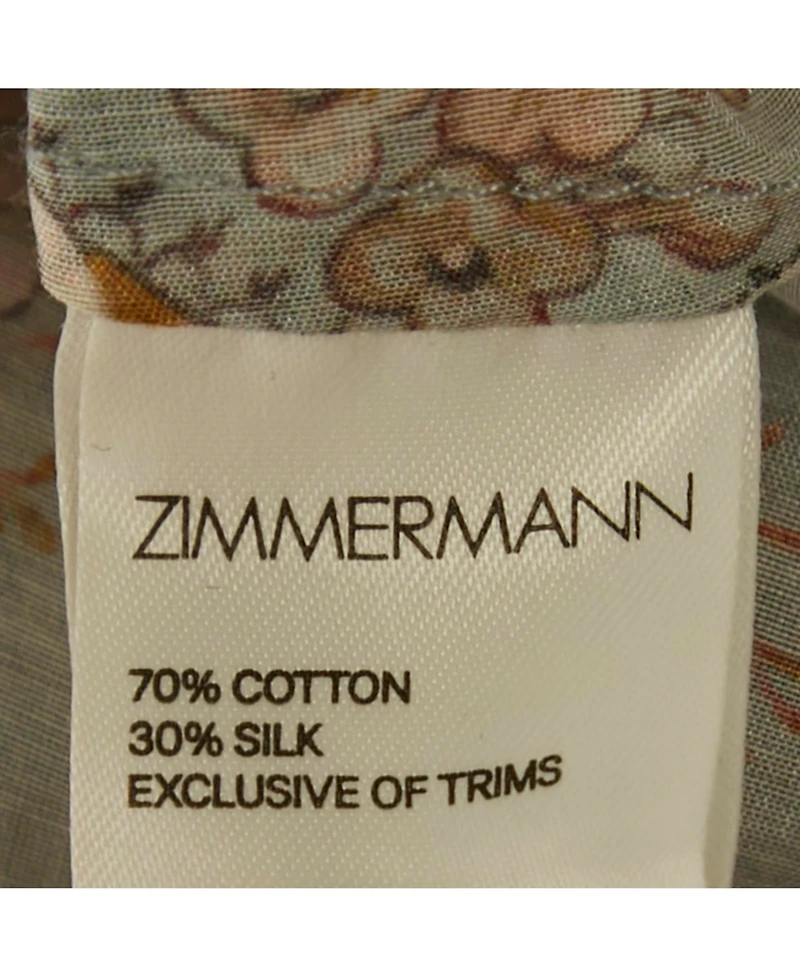 ZIMMERMANN
70% COTTON
30% SILK
EXCLUSIVE OF TRIMS